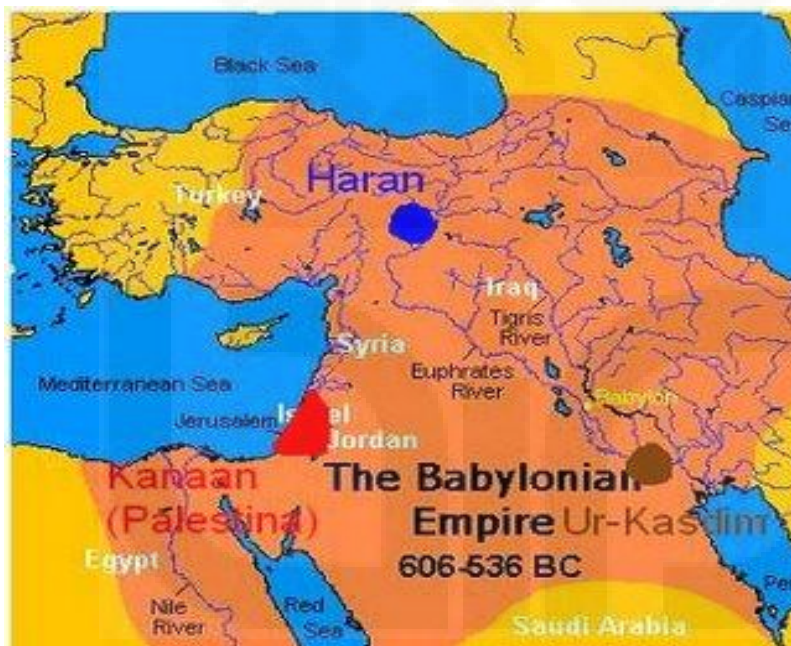 Black Sea
Caspian
Sea
Haran
Turkey
Iraq
Tigris
River
Syria
Euphrates
River
Mediterranean Sea
Babylon
Jerusalem
Israel
Jordan
Kanaan
(Palestina)
The Babylonian
Empire
Ur-Kasdim
606-536 BC
Egypt
Nile
River
Red
Sea
Saudi Arabia